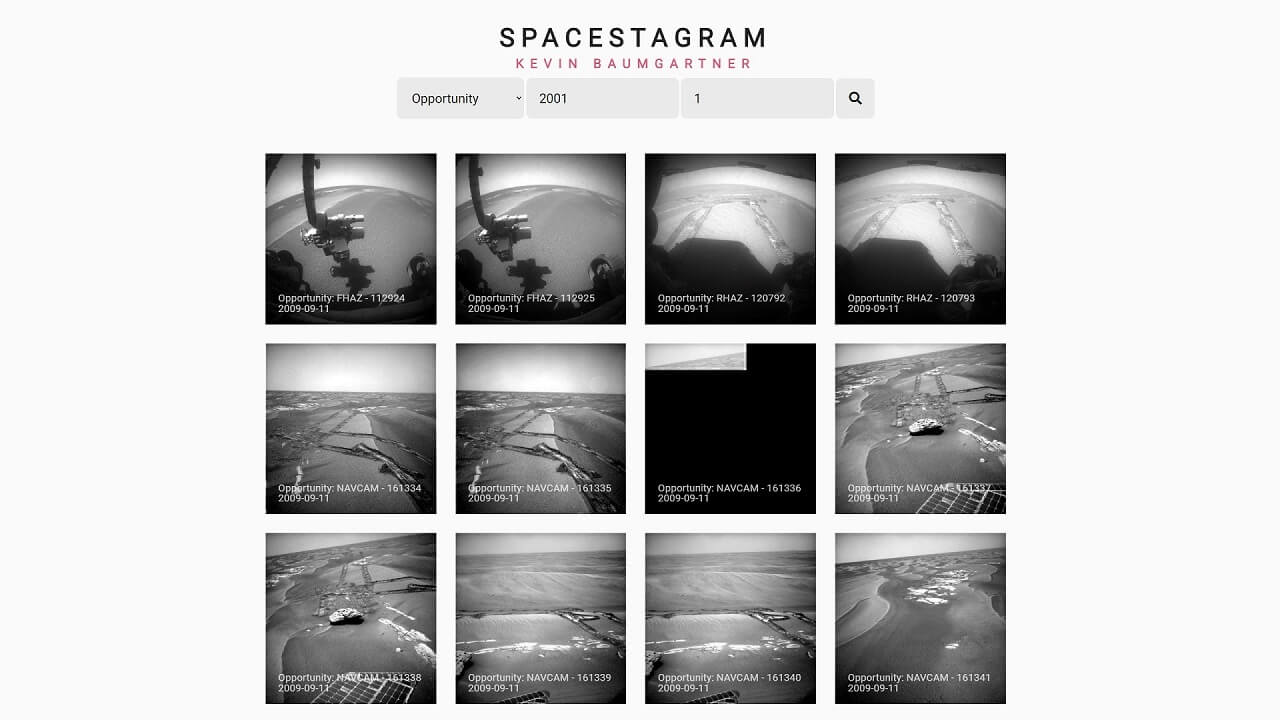 SPACESTAGRAM
KEVIN BAUMGARTNER
Opportunity
2001
1
Opportunity: FHAZ - 112924
2009-09-11
Opportunity: FHAZ - 112925
2009-09-11
Opportunity: RHAZ - 120792
2009-09-11
Opportunity: RHAZ - 120793
2009-09-11
Opportunity: NAVCAM - 161334
2009-09-11
Opportunity: NAVCAM - 161335
2009-09-11
Opportunity: NAVCAM - 161336
2009-09-11
Opportunity: NAVCAM - 161337
2009-09-11
Opportunity: NAVCAM - 161338
2009-09-11
Opportunity: NAVCAM - 161339
2009-09-11
Opportunity: NAVCAM - 161340
2009-09-11
Opportunity: NAVCAM - 161341
2009-09-11